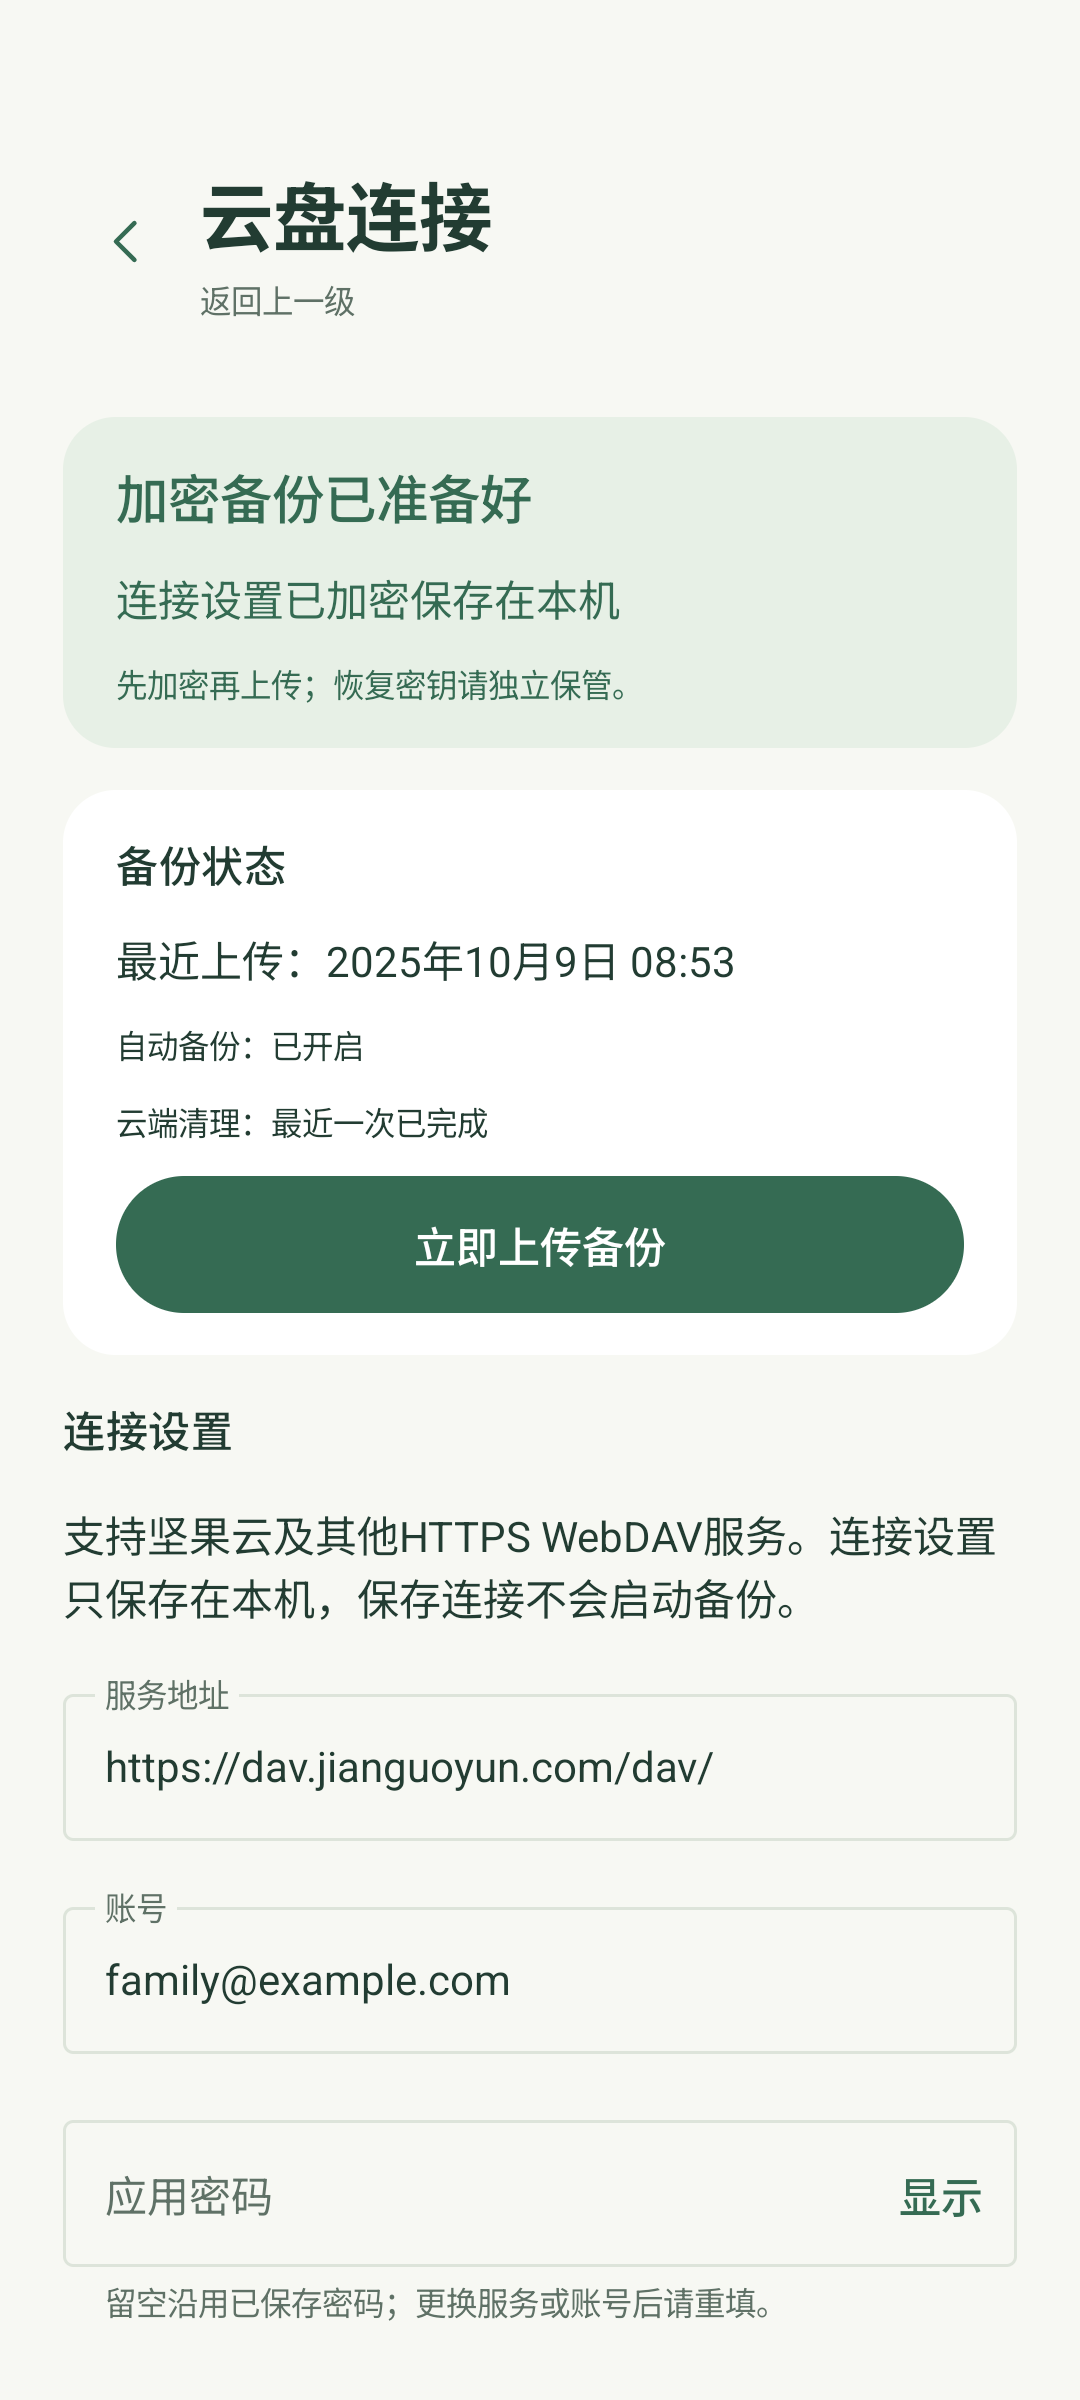 云盘连接
返回上一级
加密备份已准备好
连接设置已加密保存在本机
先加密再上传；恢复密钥请独立保管。
备份状态
最近上传：2025年10月9日 08:53
自动备份：已开启
云端清理：最近一次已完成
立即上传备份
连接设置
支持坚果云及其他HTTPS WebDAV服务。连接设置
只保存在本机，保存连接不会启动备份。
服务地址
https://dav.jianguoyun.com/dav/
账号
family@example.com
应用密码
显示
留空沿用已保存密码；更换服务或账号后请重填。